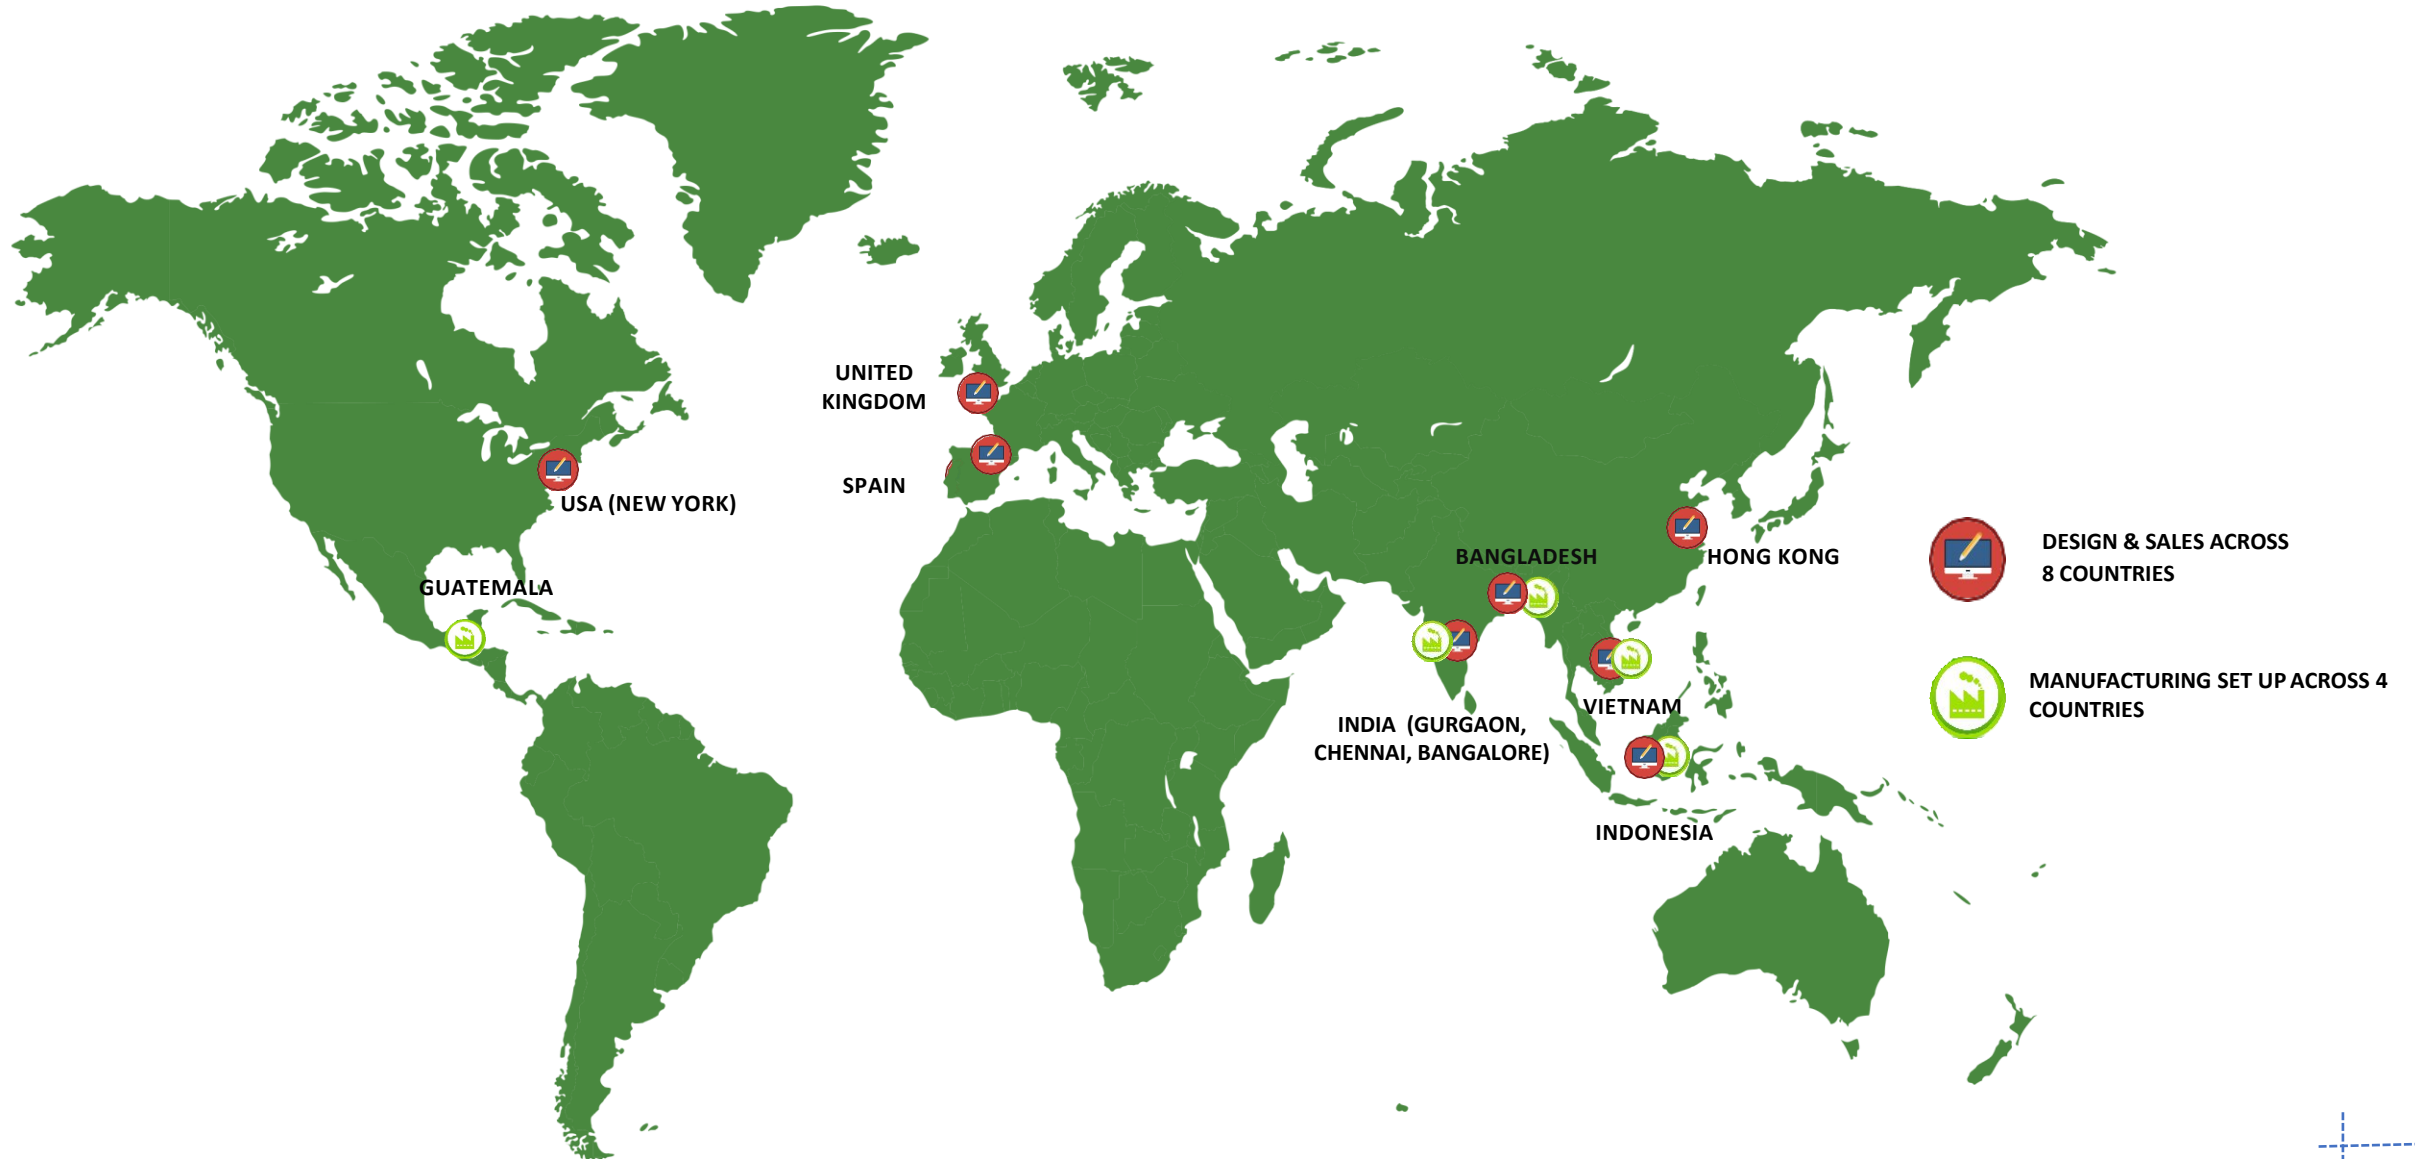 UNITED
KINGDOM
SPAIN
USA (NEW YORK)
GUATEMALA
BANGLADESH
HONG KONG
INDIA (GURGAON,
CHENNAI, BANGALORE)
VIETNAM
INDONESIA
DESIGN & SALES ACROSS
8 COUNTRIES
MANUFACTURING SET UP ACROSS 4
COUNTRIES